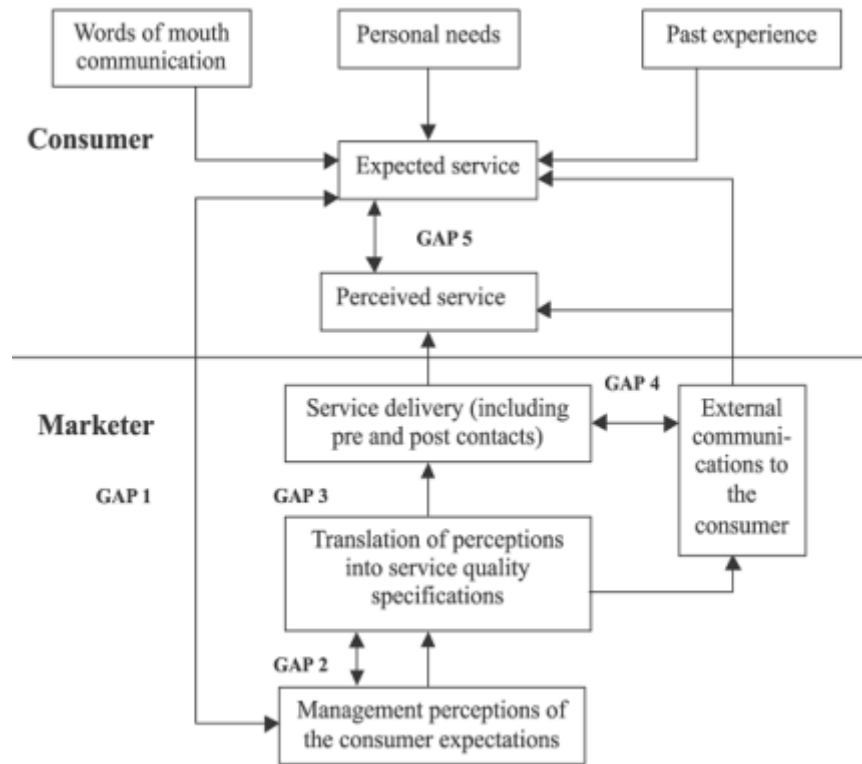 Words of mouth
communication
Personal needs
Past experience
Consumer
Expected service
GAP 5
Perceived service
GAP 4
Marketer
Service delivery (including
pre and post contacts)
External
communi-
cations to
the
consumer
GAP 1
GAP 3
Translation of perceptions
into service quality
specifications
GAP 2
Management perceptions of
the consumer expectations